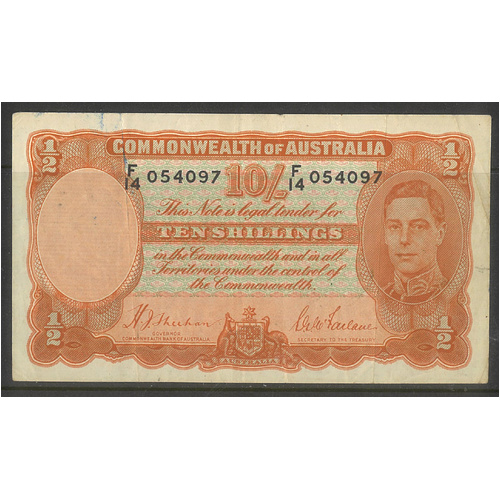 COMMONWEALTH OF AUSTRALIA
1/2 1/2
F/14 054097 F/14 054097
10/-
This Note is legal tender for
TEN SHILLINGS
in the Commonwealth and in all
Territories under the control of
the Commonwealth.
1/2 1/2
H.J. Sheehan S.G. McFarlane
GOVERNOR SECRETARY TO THE TREASURY
COMMONWEALTH BANK OF AUSTRALIA
AUSTRALIA